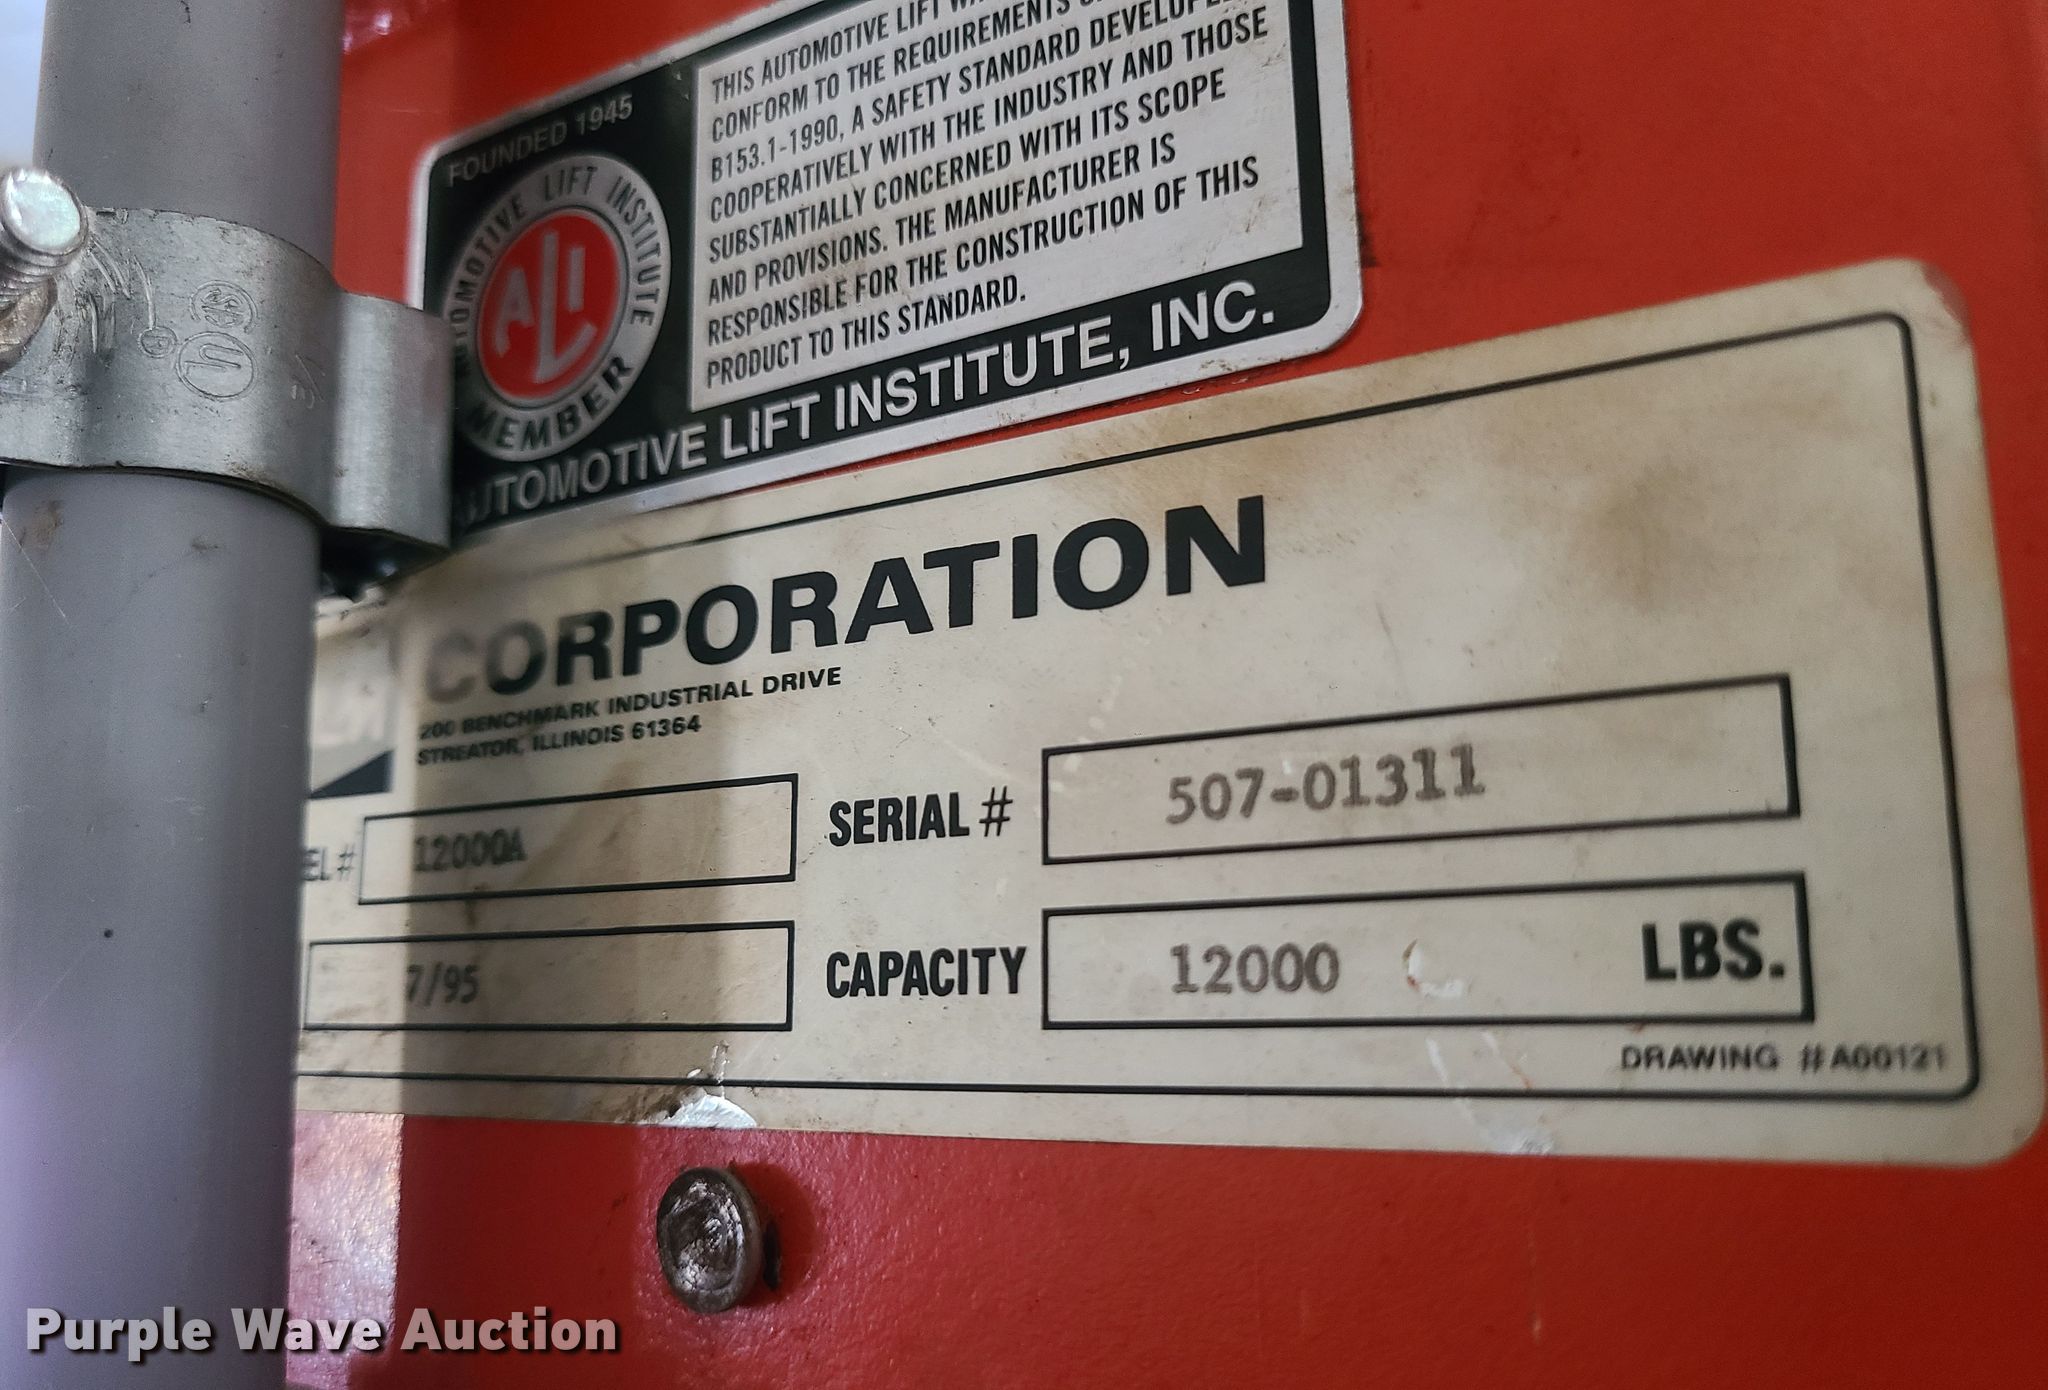 THIS AUTOMOTIVE LIFT
CONFORM TO THE REQUIREMENTS
B153.1-1990, A SAFETY STANDARD DEVELOPED
COOPERATIVELY WITH THE INDUSTRY AND THOSE
SUBSTANTIALLY CONCERNED WITH ITS SCOPE
AND PROVISIONS. THE MANUFACTURER IS
RESPONSIBLE FOR THE CONSTRUCTION OF THIS
PRODUCT TO THIS STANDARD.
FOUNDED 1945
AUTOMOTIVE LIFT INSTITUTE
ALI
MEMBER
AUTOMOTIVE LIFT INSTITUTE, INC.
CORPORATION
200 BENCHMARK INDUSTRIAL DRIVE
STREATOR, ILLINOIS 61364
EL # 12000A
SERIAL # 507-01311
7/95
CAPACITY 12000 LBS.
DRAWING #A00121
Purple Wave Auction